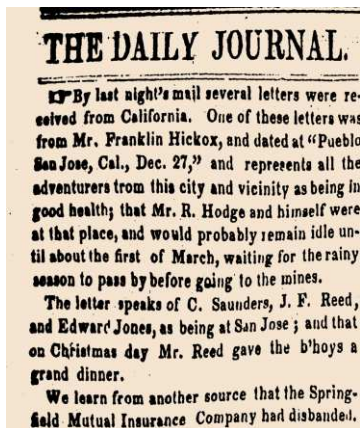 THE DAILY JOURNAL.
☞By last night's mail several letters were re-
ceived from California. One of these letters was
from Mr. Franklin Hickox, and dated at "Pueblo
San Jose, Cal., Dec. 27," and represents all the
adventurers trom this city and vicinity as being in
good health; that Mr. R. Hodge and himself were
at that place, and would probably remain idle un-
til about the first of March, waiting for the rainy
season to pass by before going to the mines.
The letter speaks of C. Saunders, J. F. Reed,
and Edward Jones, as being at San Jose; and that
on Christmas day Mr. Reed gave the b'hoys a
grand dinner.
We learn from another source that the Spring-
field Mutual Insurance Company had disbanded.